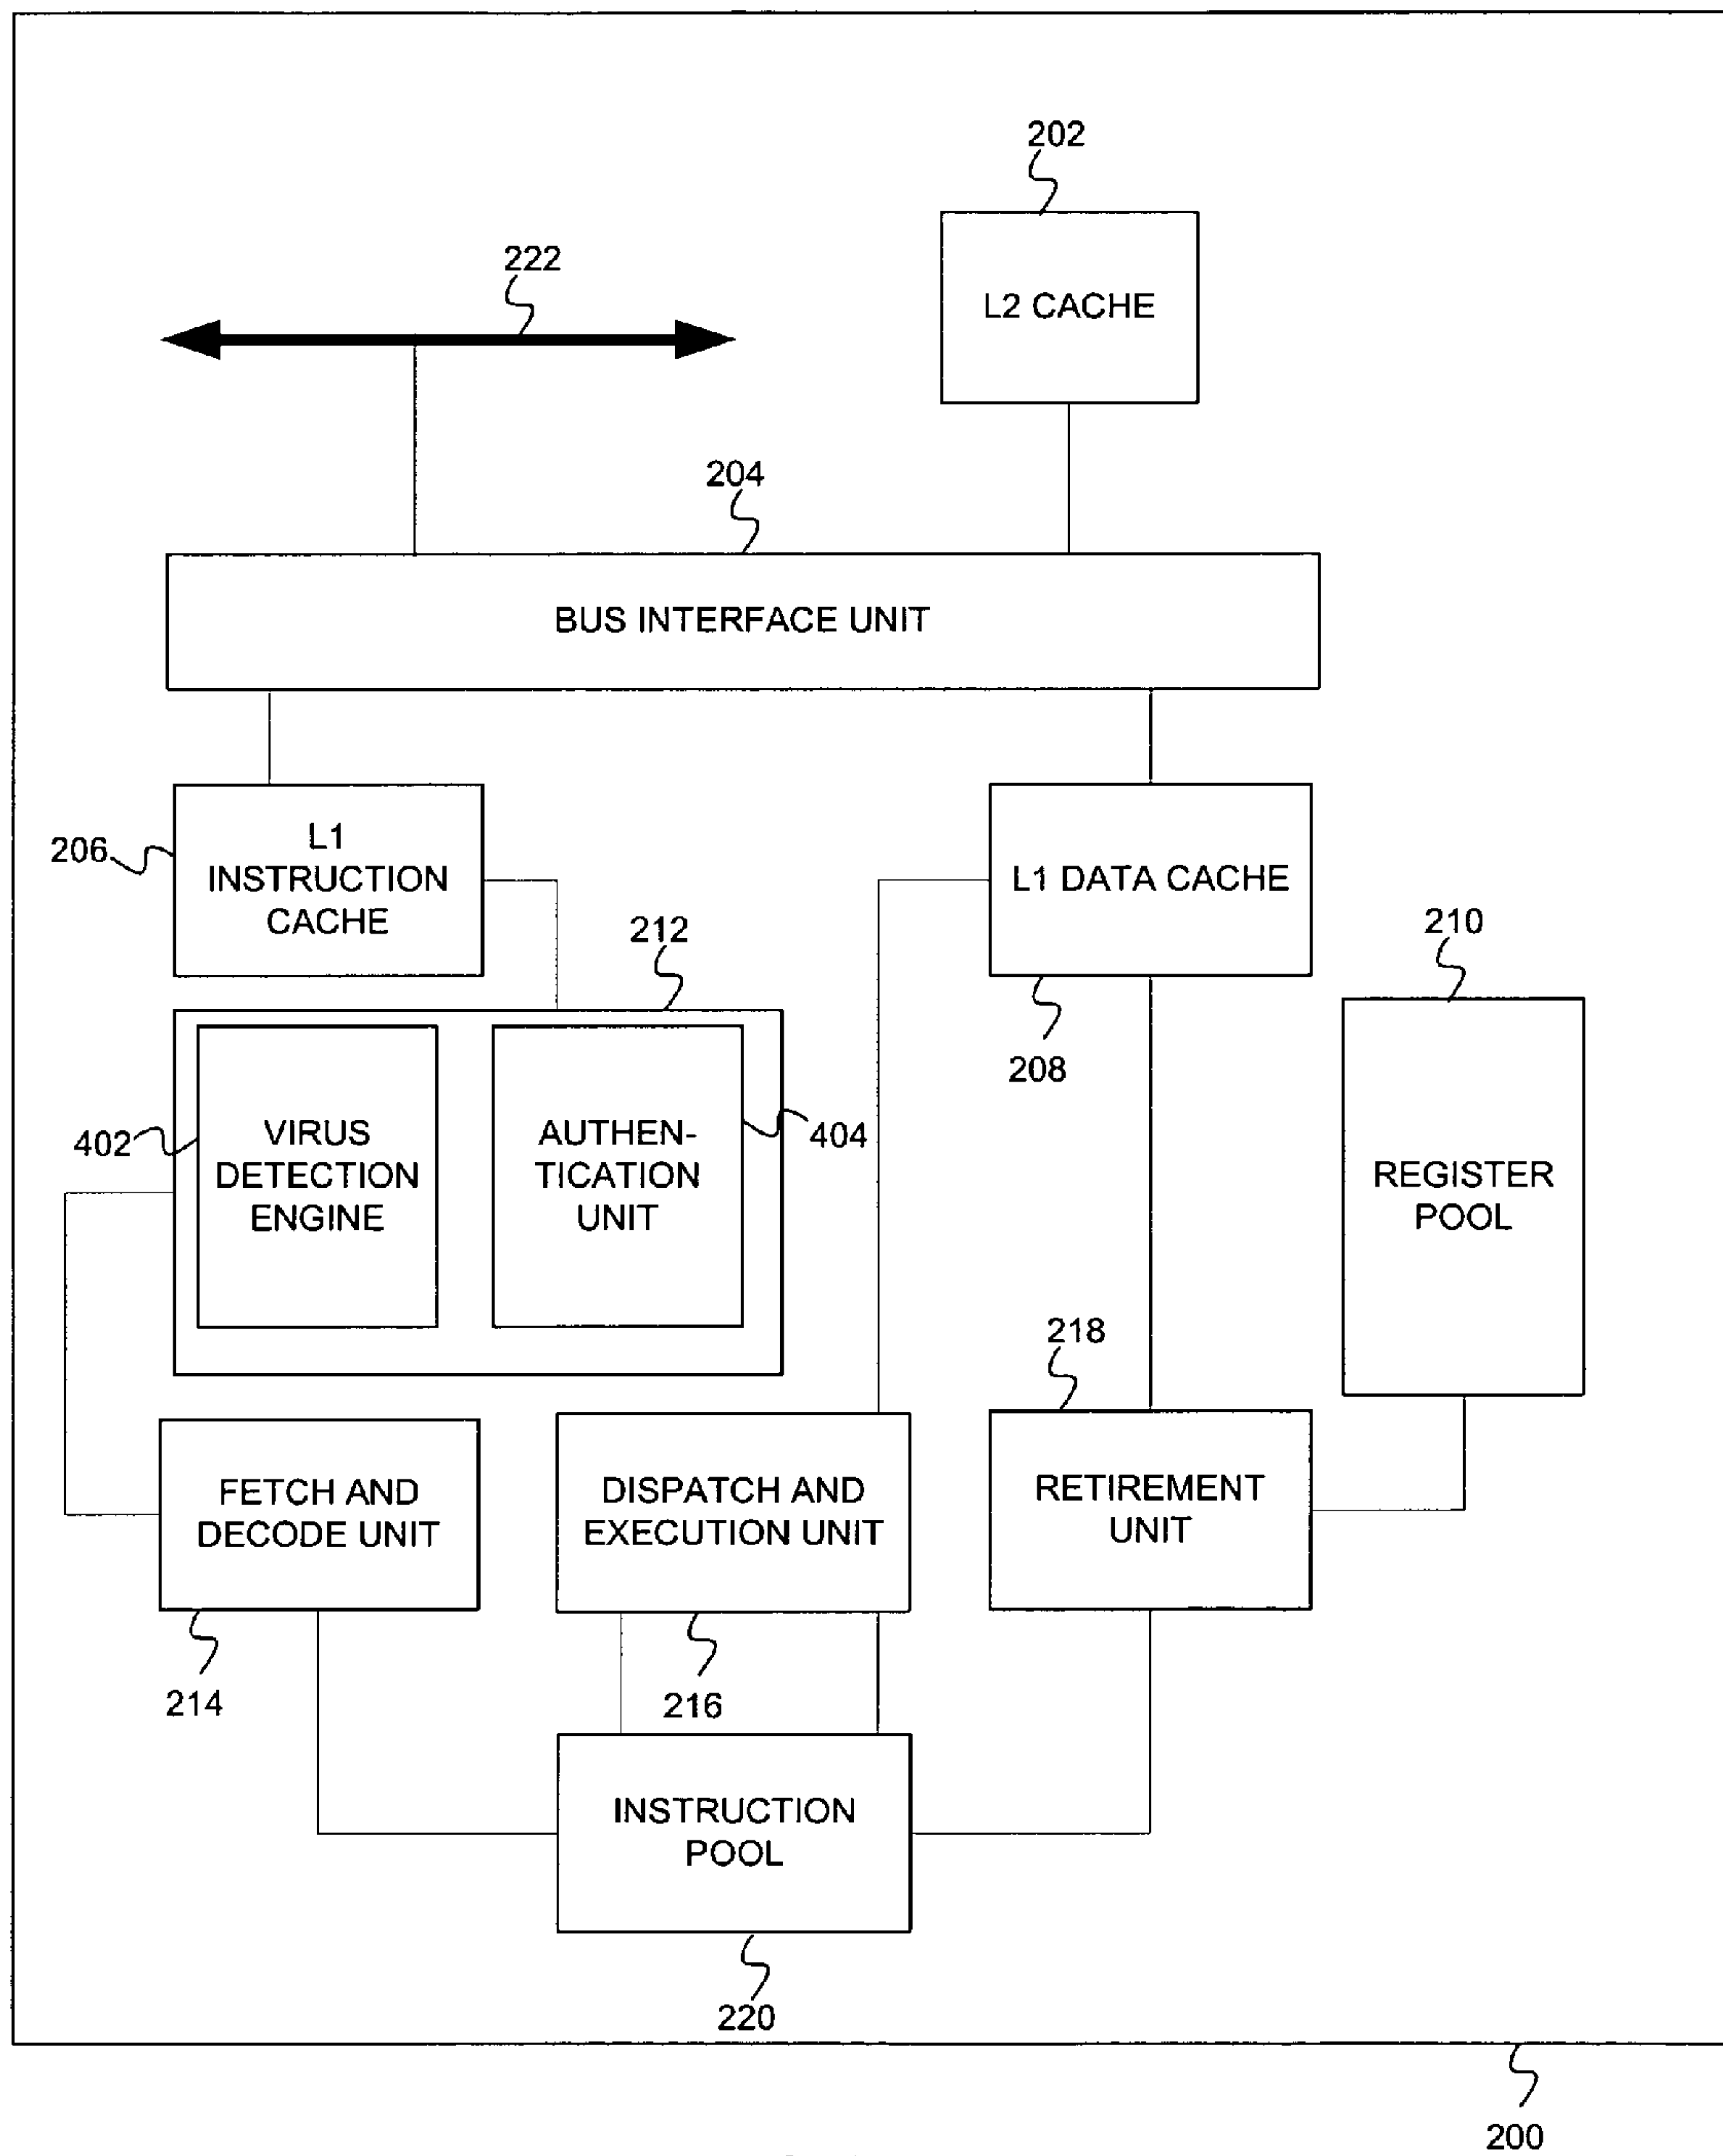 202
222
L2 CACHE
204
BUS INTERFACE UNIT
206
L1
INSTRUCTION
CACHE
L1 DATA CACHE
212
210
208
402
VIRUS
DETECTION
ENGINE
AUTHEN-
TICATION
UNIT
404
REGISTER
POOL
218
FETCH AND
DECODE UNIT
DISPATCH AND
EXECUTION UNIT
RETIREMENT
UNIT
214
216
INSTRUCTION
POOL
220
200